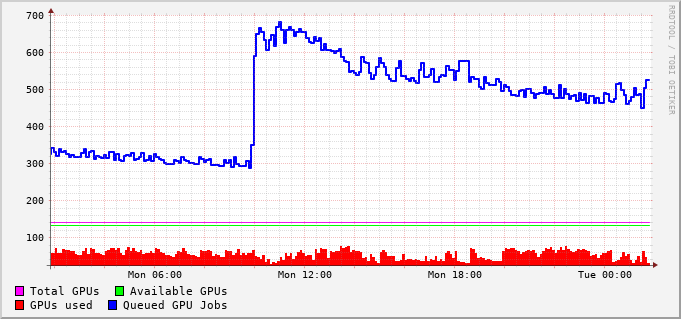 RRDTOOL / TOBI OETIKER
700
600
500
400
300
200
100
Mon 06:00 Mon 12:00 Mon 18:00 Tue 00:00
Total GPUs Available GPUs
GPUs used Queued GPU Jobs